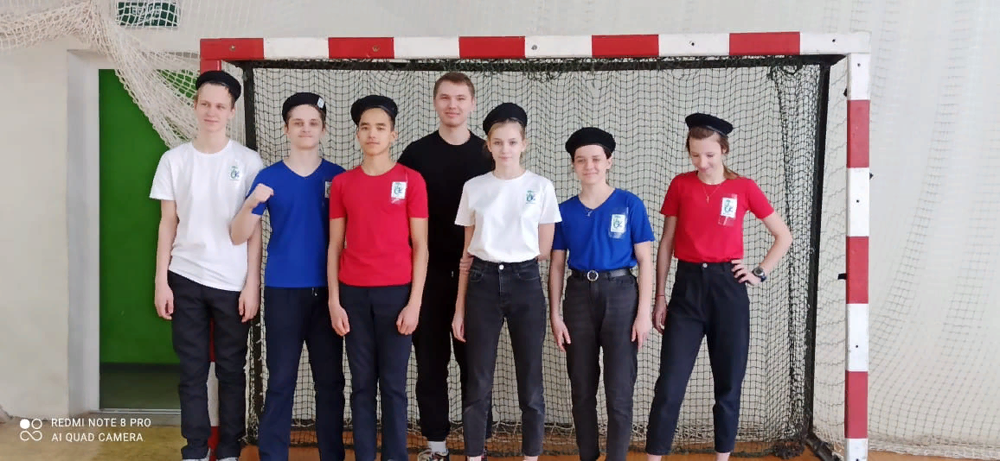 REDMI NOTE 8 PRO
AI QUAD CAMERA